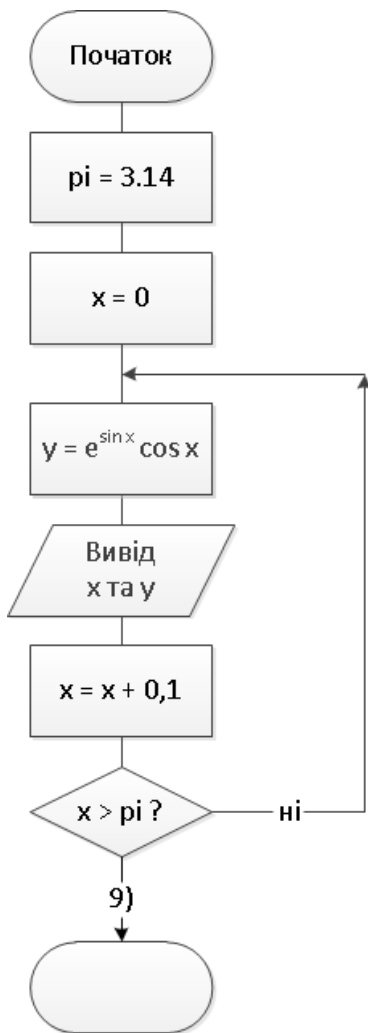 Початок
pi = 3.14
x = 0
y = e^sin x cos x
Вивід
x та y
x = x + 0,1
x > pi ?
ні
9)